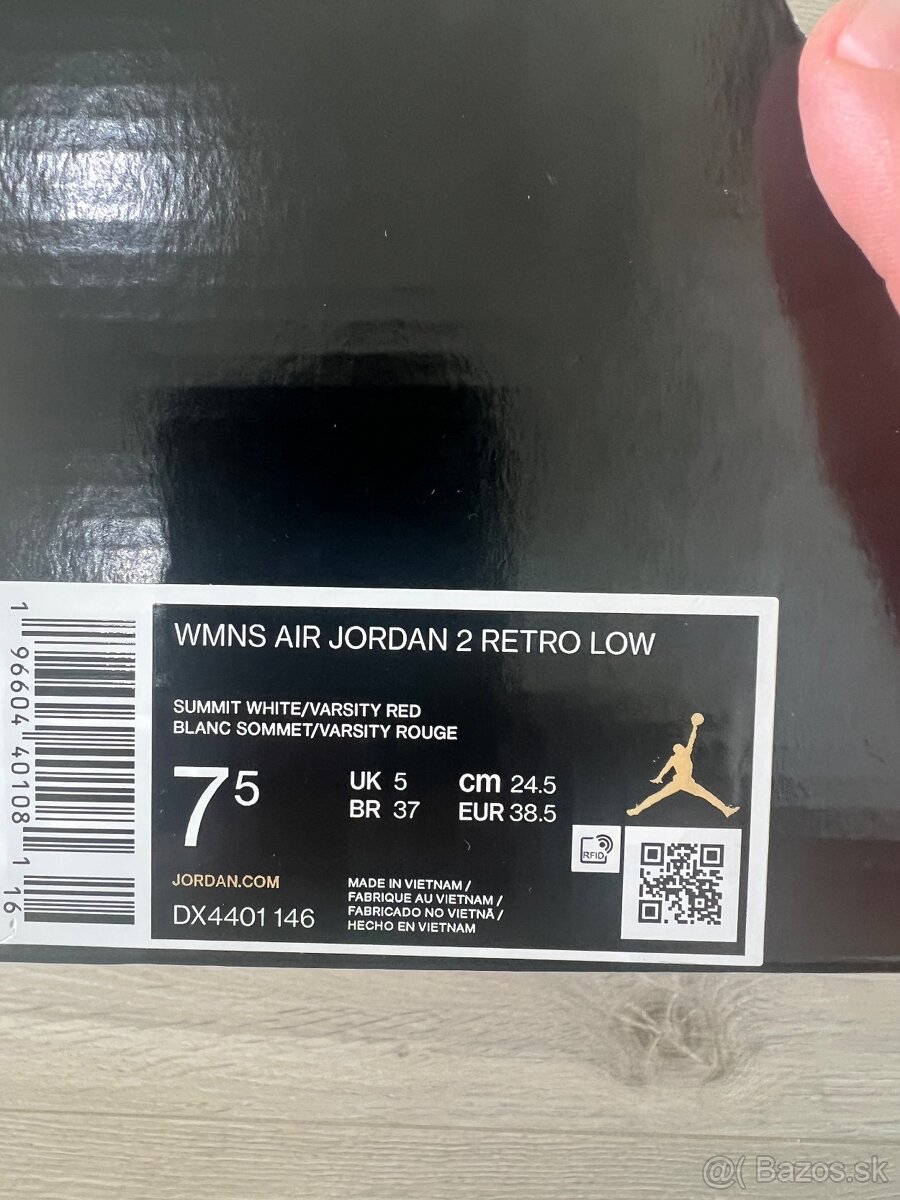 WMNS AIR JORDAN 2 RETRO LOW
SUMMIT WHITE/VARSITY RED
BLANC SOMMET/VARSITY ROUGE
7 5
UK 5 cm 24.5
BR 37 EUR 38.5
RFID
JORDAN.COM
DX4401 146
MADE IN VIETNAM /
FABRIQUE AU VIETNAM /
FABRICADO NO VIETNÃ /
HECHO EN VIETNAM
1 96604 40108 1 16
@( Bazos.sk